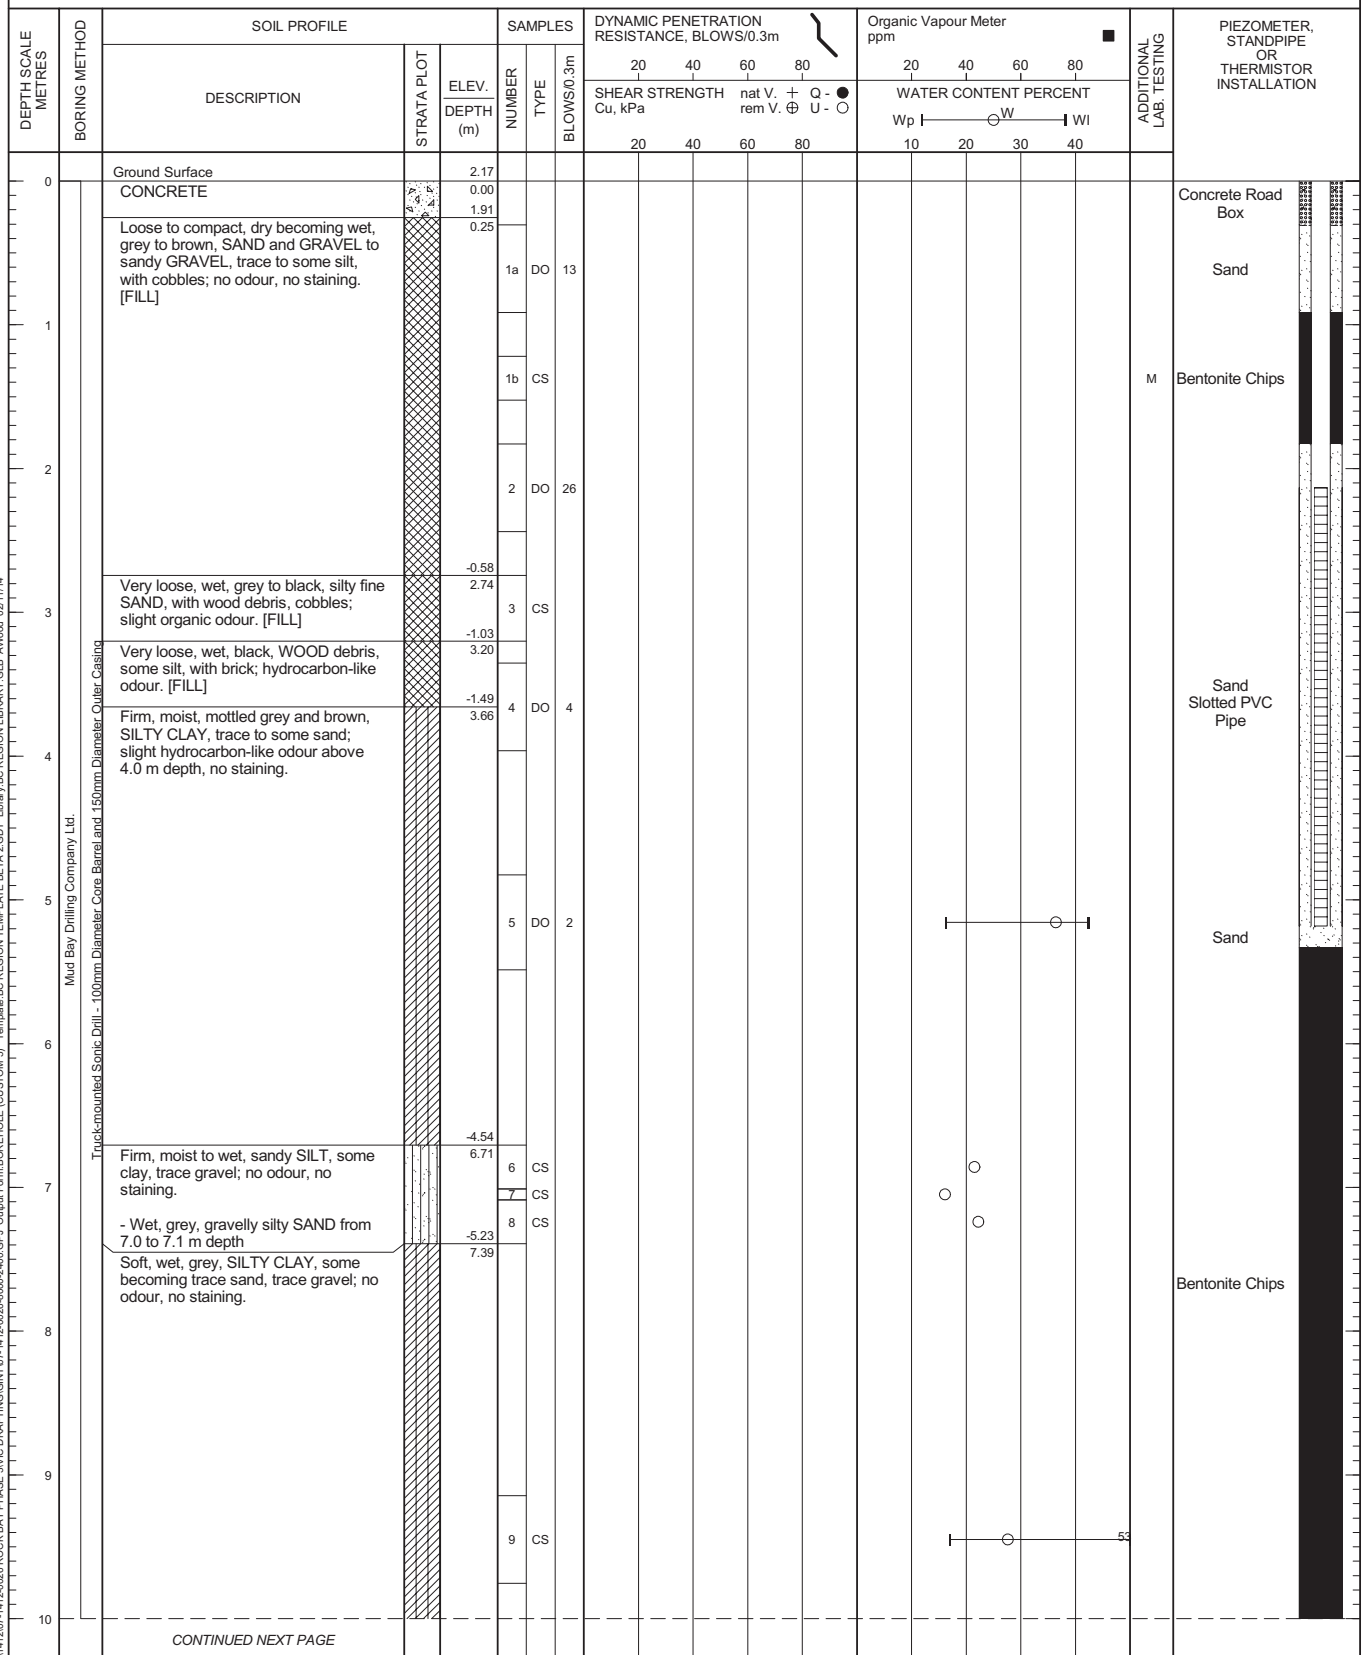 DEPTH SCALE
METRES
BORING METHOD
SOIL PROFILE
DESCRIPTION
STRATA PLOT
ELEV.
DEPTH
(m)
SAMPLES
NUMBER
TYPE
BLOWS/0.3m
DYNAMIC PENETRATION
RESISTANCE, BLOWS/0.3m
20 40 60 80
SHEAR STRENGTH nat V. + Q - ●
Cu, kPa rem V. ⊕ U - ○
20 40 60 80
Organic Vapour Meter
ppm ■
20 40 60 80
WATER CONTENT PERCENT
Wp W Wl
10 20 30 40
ADDITIONAL
LAB. TESTING
PIEZOMETER,
STANDPIPE
OR
THERMISTOR
INSTALLATION
Ground Surface 2.17
0 CONCRETE 0.00
1.91
Concrete Road
Box
Loose to compact, dry becoming wet, 0.25
grey to brown, SAND and GRAVEL to
sandy GRAVEL, trace to some silt,
with cobbles; no odour, no staining.
[FILL]
1a DO 13
Sand
1
1b CS
M
Bentonite Chips
2
2 DO 26
-0.58
Very loose, wet, grey to black, silty fine 2.74
SAND, with wood debris, cobbles;
slight organic odour. [FILL]
3
3 CS
-1.03
Very loose, wet, black, WOOD debris, 3.20
some silt, with brick; hydrocarbon-like
odour. [FILL]
-1.49
Firm, moist, mottled grey and brown, 3.66
SILTY CLAY, trace to some sand;
slight hydrocarbon-like odour above
4.0 m depth, no staining.
4 DO 4
Sand
Slotted PVC
Pipe
4
Mud Bay Drilling Company Ltd.
Truck-mounted Sonic Drill - 100mm Diameter Core Barrel and 150mm Diameter Outer Casing
5
5 DO 2
Sand
6
-4.54
Firm, moist to wet, sandy SILT, some 6.71
clay, trace gravel; no odour, no
staining.
6 CS
7
7 CS
- Wet, grey, gravelly silty SAND from
7.0 to 7.1 m depth
8 CS
-5.23
7.39
Soft, wet, grey, SILTY CLAY, some
becoming trace sand, trace gravel; no
odour, no staining.
Bentonite Chips
8
9
9 CS
53
10
CONTINUED NEXT PAGE